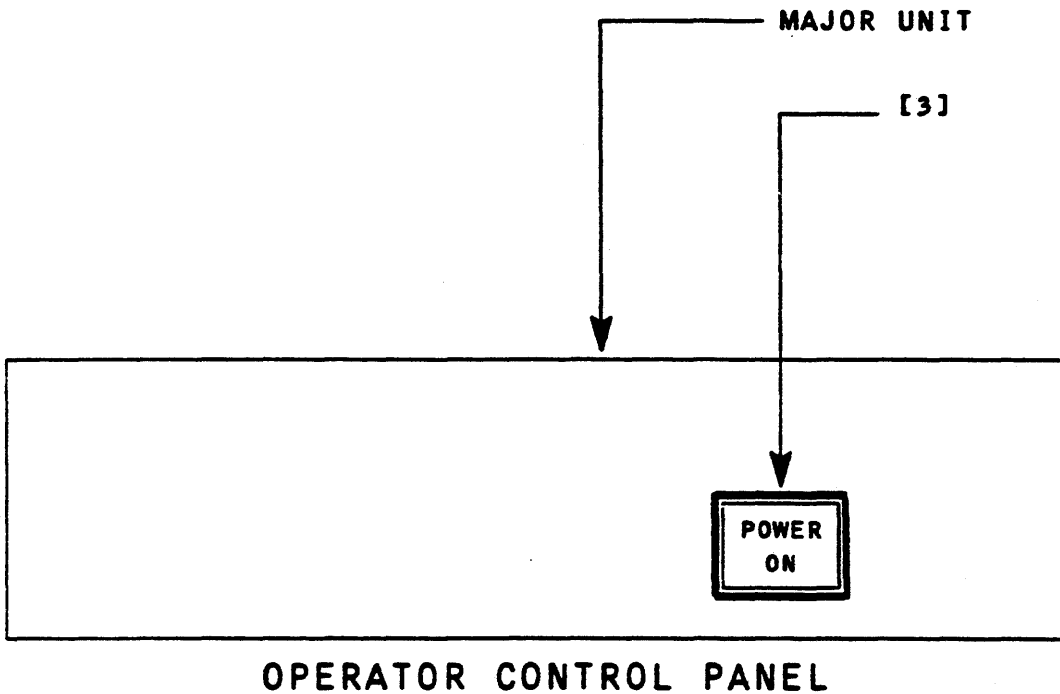 MAJOR UNIT
[3]
POWER
ON
OPERATOR CONTROL PANEL